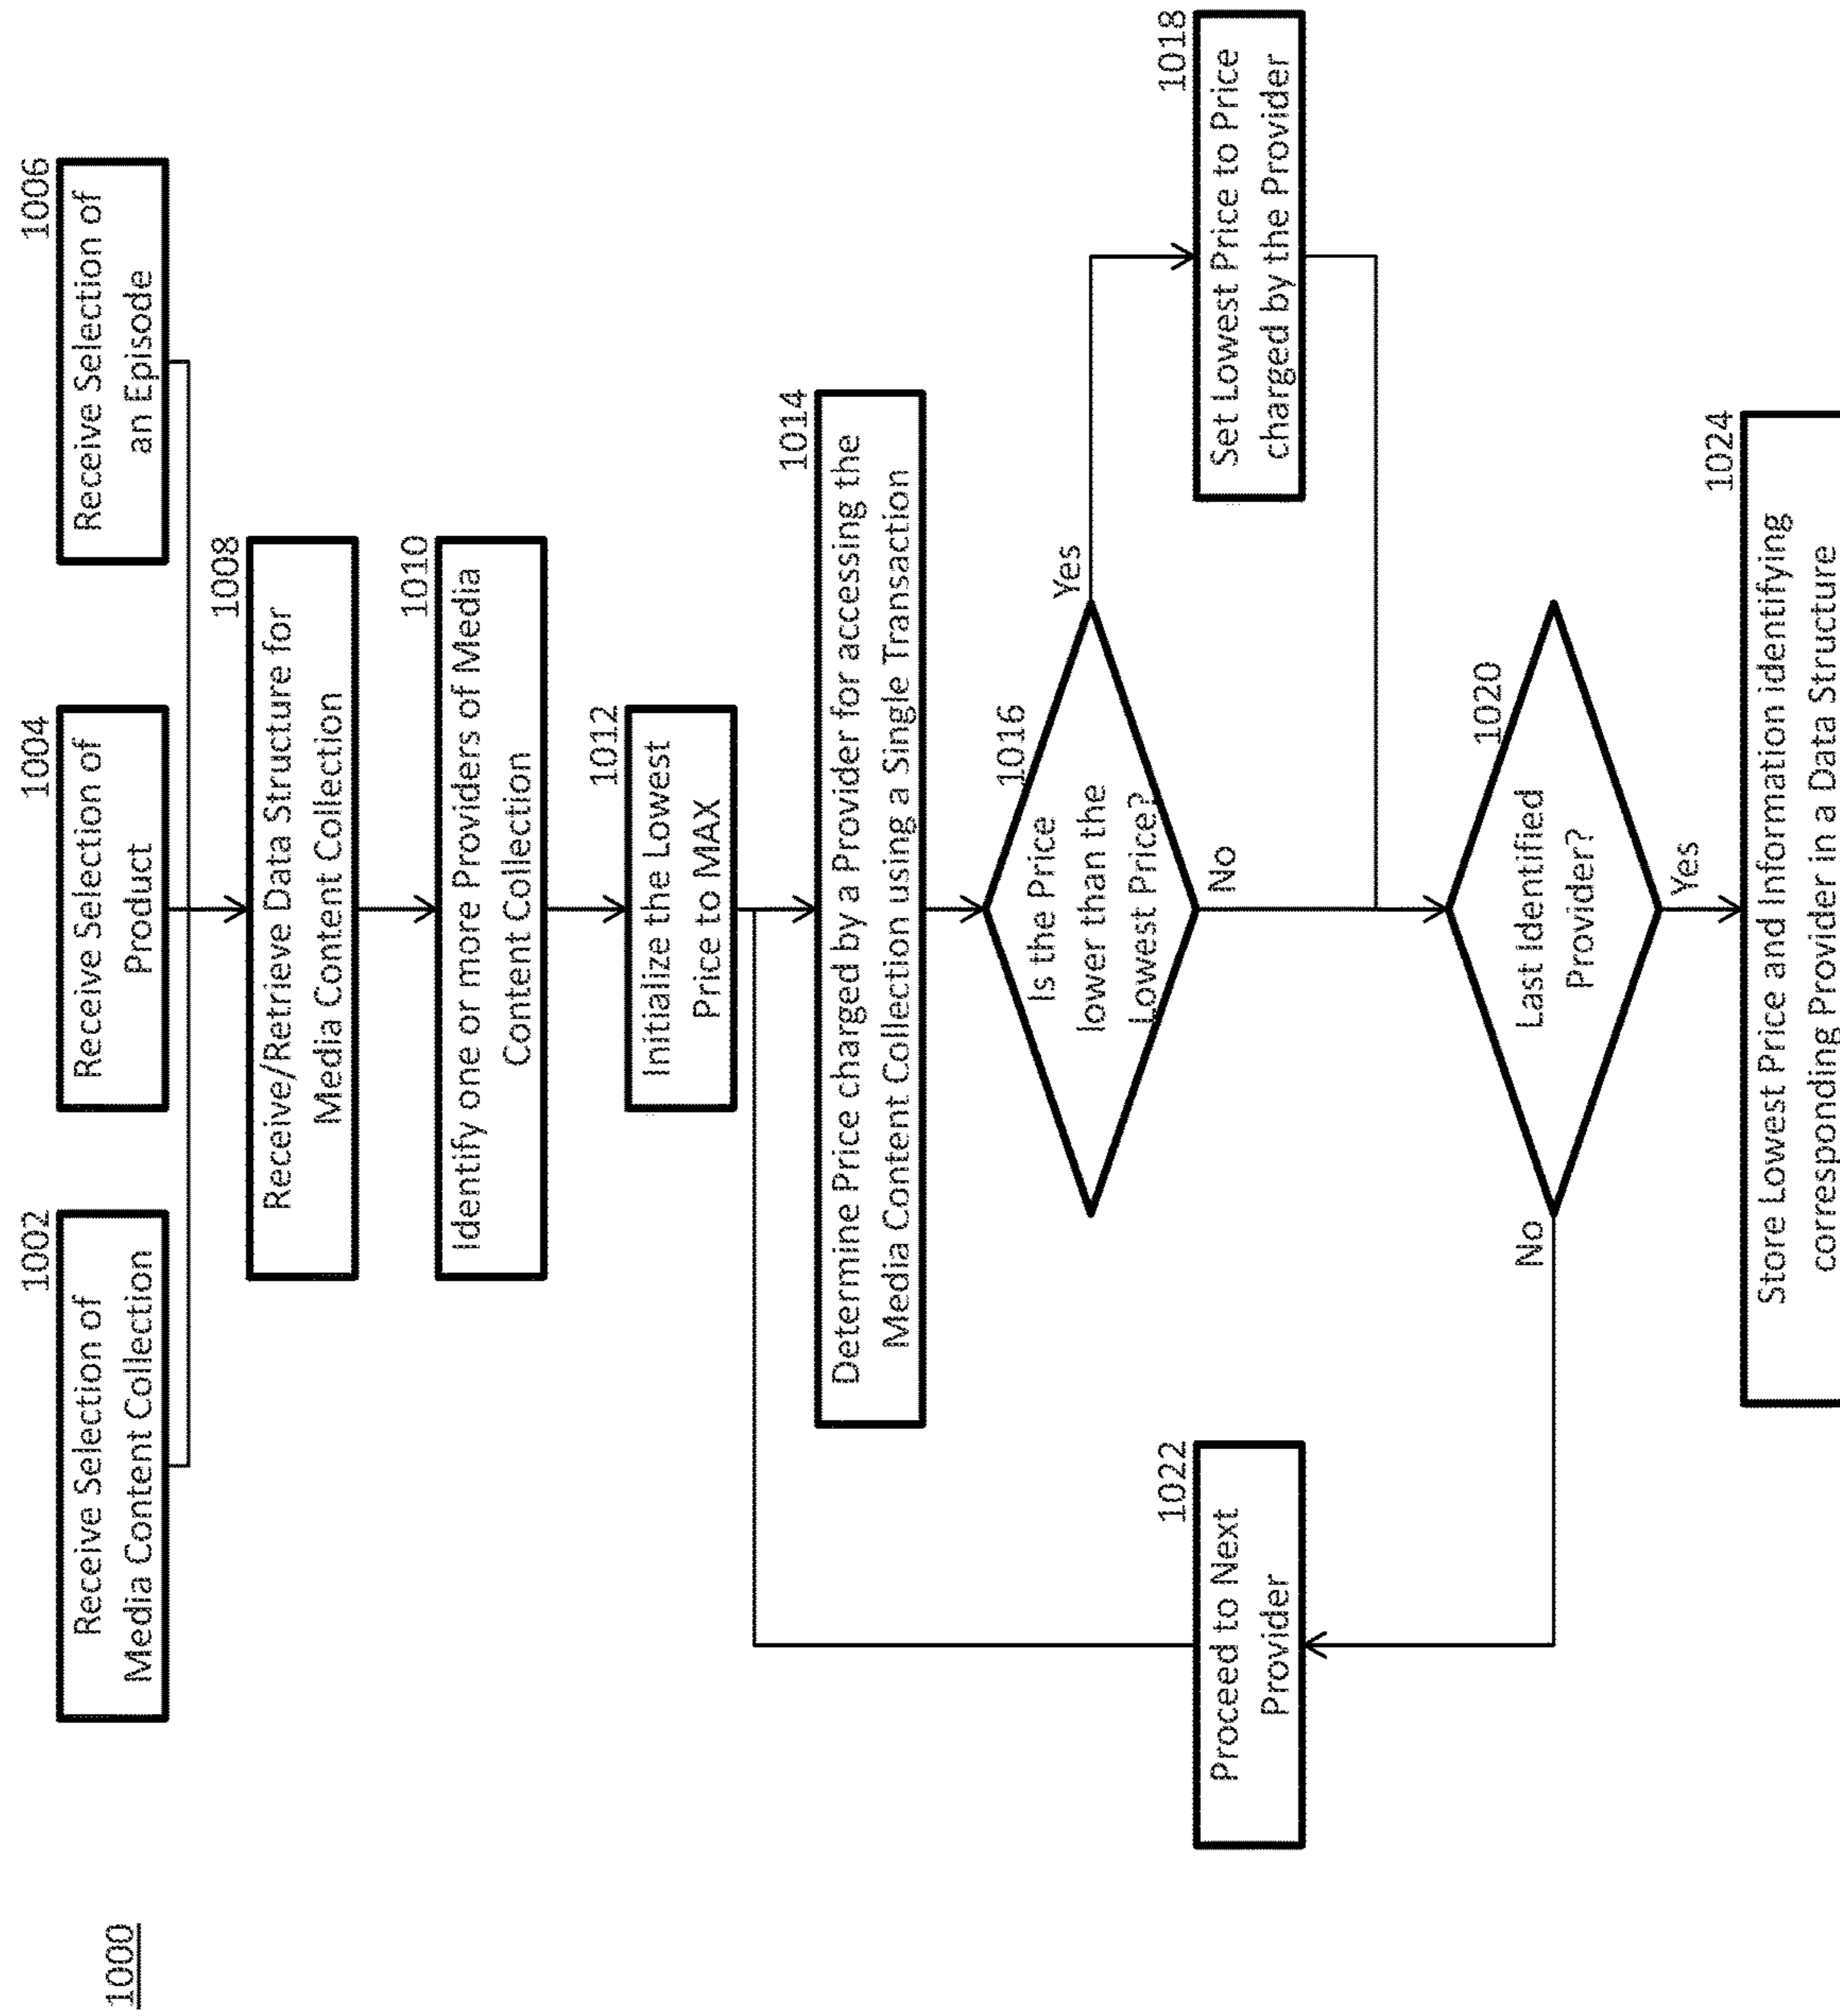 1000
1002
Receive Selection of
Media Content Collection
1004
Receive Selection of
Product
1006
Receive Selection of
an Episode
1008
Receive/Retrieve Data Structure for
Media Content Collection
1010
Identify one or more Providers of Media
Content Collection
1012
Initialize the Lowest
Price to MAX
1014
Determine Price charged by a Provider for accessing the
Media Content Collection using a Single Transaction
1016
Is the Price
lower than the
Lowest Price?
Yes
No
1018
Set Lowest Price to Price
charged by the Provider
1020
Last Identified
Provider?
No
Yes
1022
Proceed to Next
Provider
1024
Store Lowest Price and Information identifying
corresponding Provider in a Data Structure